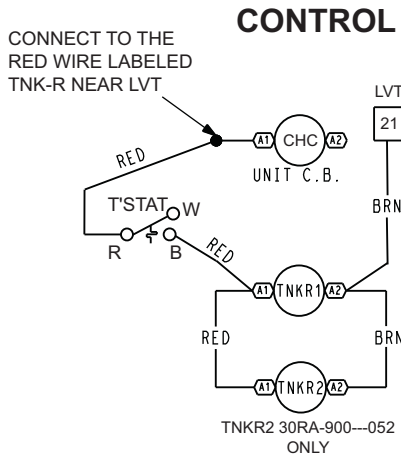 CONTROL
CONNECT TO THE
RED WIRE LABELED
TNK-R NEAR LVT
LVT
A1 CHC A2
21
RED
UNIT C.B.
T'STAT W
BRN
R B
RED
A1 TNKR1 A2
RED
BRN
A1 TNKR2 A2
TNKR2 30RA-900---052
ONLY